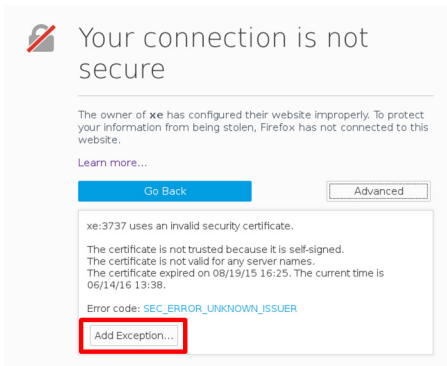 Your connection is not
secure
The owner of xe has configured their website improperly. To protect
your information from being stolen, Firefox has not connected to this
website.
Learn more...
Go Back
Advanced
xe:3737 uses an invalid security certificate.
The certificate is not trusted because it is self-signed.
The certificate is not valid for any server names.
The certificate expired on 08/19/15 16:25. The current time is
06/14/16 13:38.
Error code: SEC_ERROR_UNKNOWN_ISSUER
Add Exception...